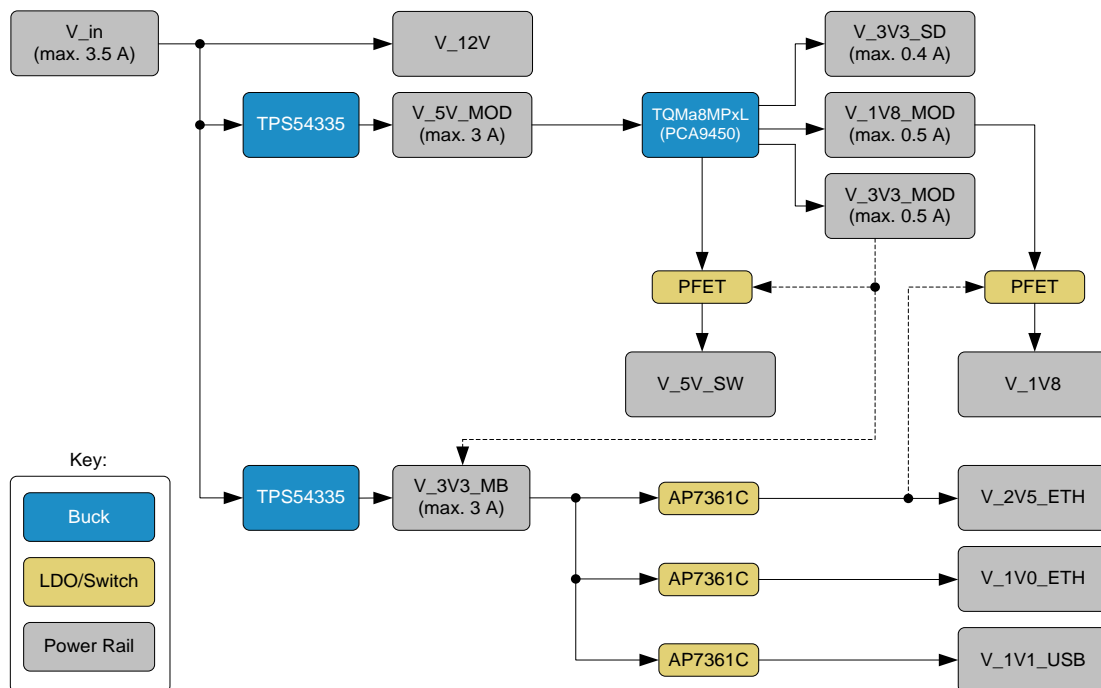 V_in
(max. 3.5 A)
V_12V
V_3V3_SD
(max. 0.4 A)
TPS54335
V_5V_MOD
(max. 3 A)
TQMa8MPxL
(PCA9450)
V_1V8_MOD
(max. 0.5 A)
V_3V3_MOD
(max. 0.5 A)
PFET
PFET
V_5V_SW
V_1V8
Key:
Buck
LDO/Switch
Power Rail
TPS54335
V_3V3_MB
(max. 3 A)
AP7361C
V_2V5_ETH
AP7361C
V_1V0_ETH
AP7361C
V_1V1_USB